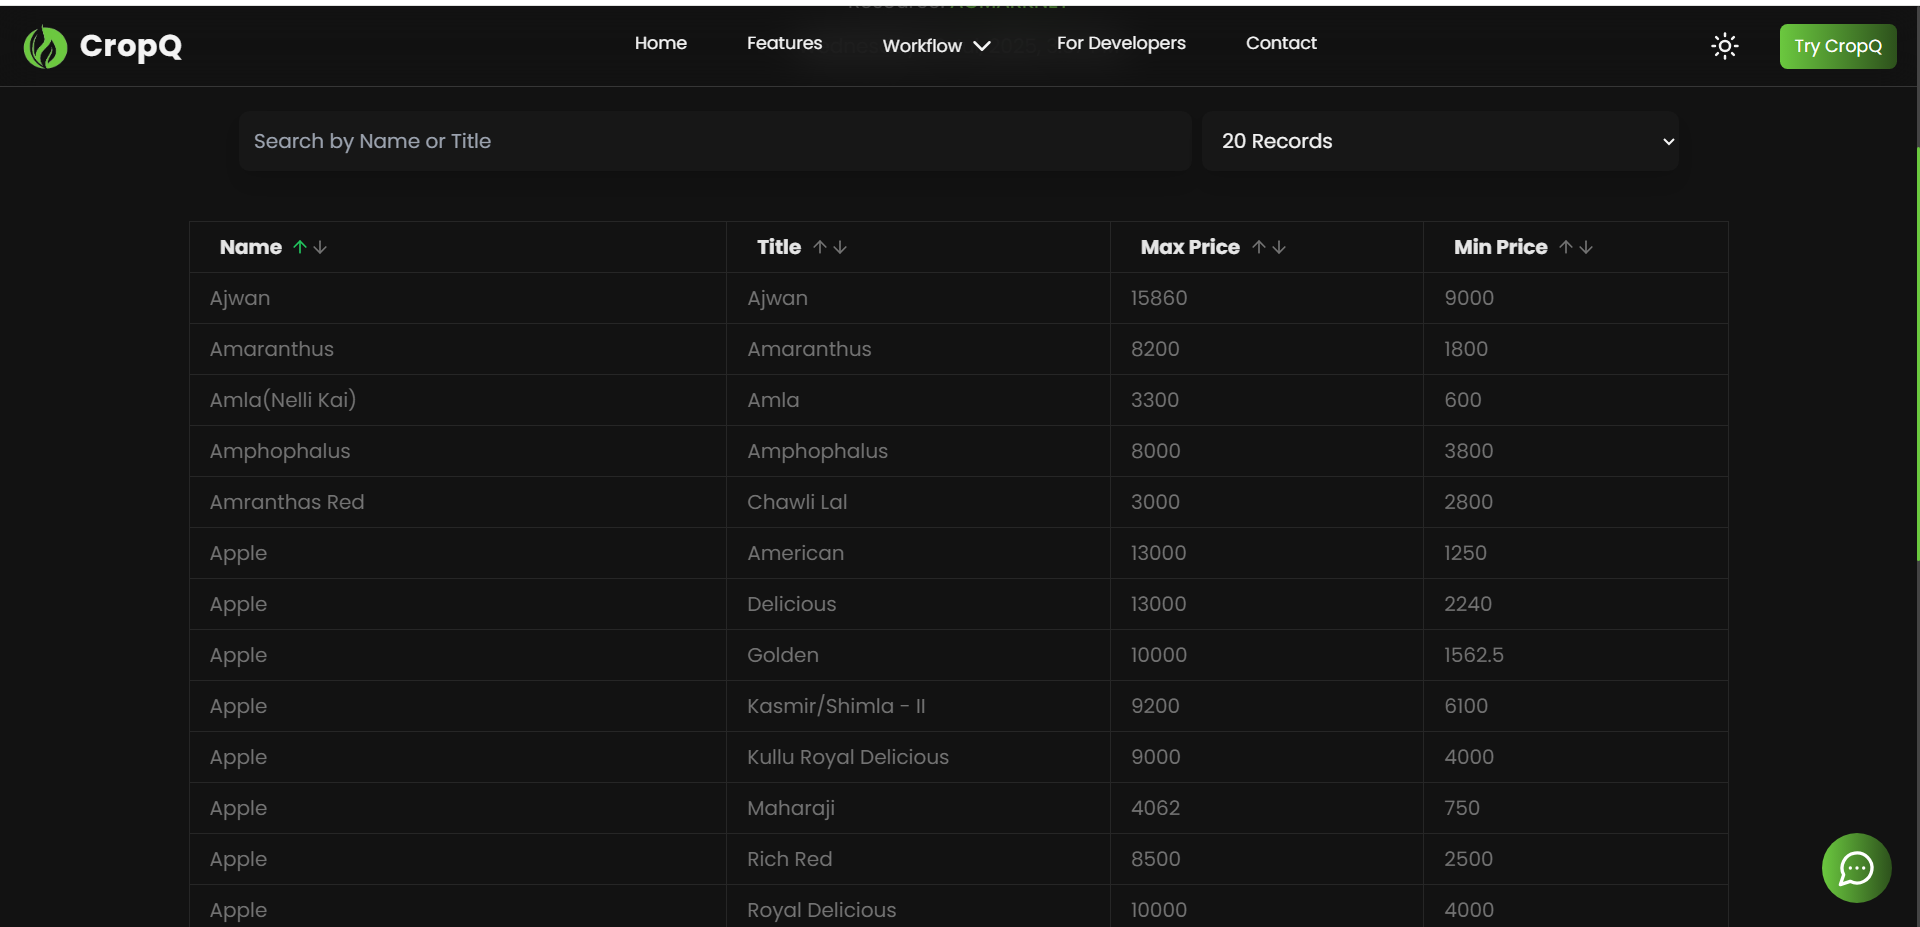 CropQ
Home Features Workflow For Developers Contact
Try CropQ
Search by Name or Title
20 Records
Name Title Max Price Min Price
Ajwan Ajwan 15860 9000
Amaranthus Amaranthus 8200 1800
Amla(Nelli Kai) Amla 3300 600
Amphophalus Amphophalus 8000 3800
Amranthas Red Chawli Lal 3000 2800
Apple American 13000 1250
Apple Delicious 13000 2240
Apple Golden 10000 1562.5
Apple Kasmir/Shimla - II 9200 6100
Apple Kullu Royal Delicious 9000 4000
Apple Maharaji 4062 750
Apple Rich Red 8500 2500
Apple Royal Delicious 10000 4000